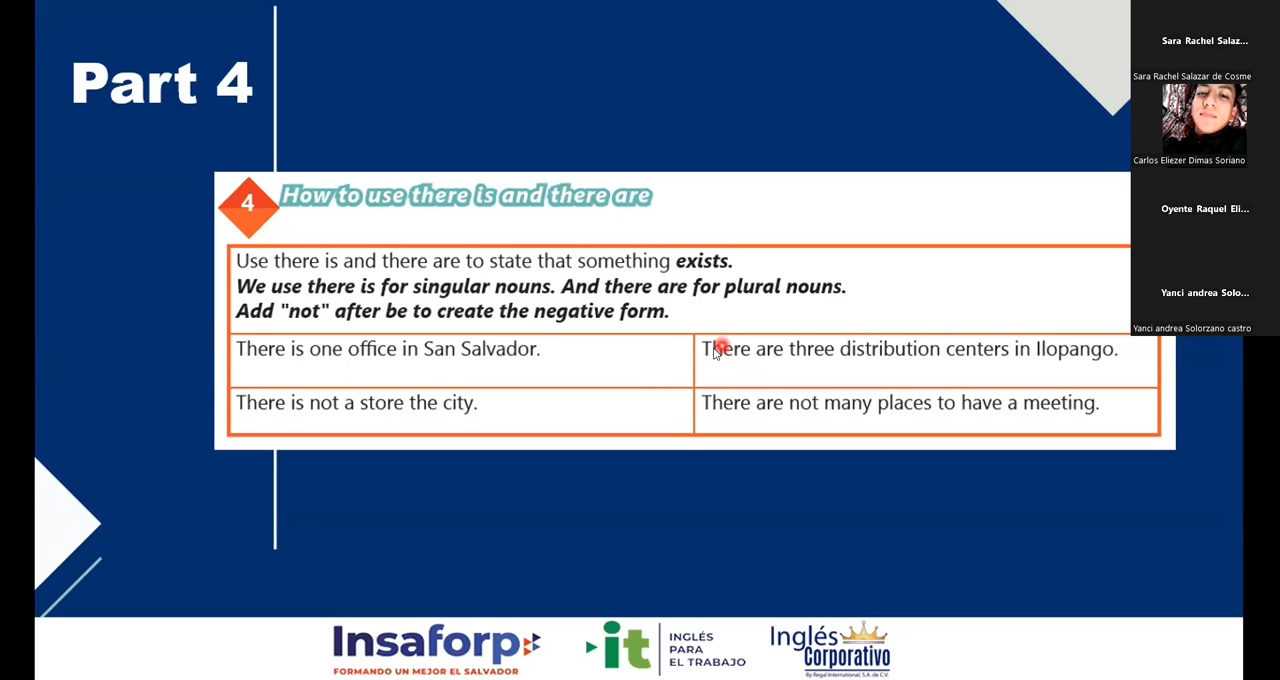 Part 4
4
How to use there is and there are
Use there is and there are to state that something exists.
We use there is for singular nouns. And there are for plural nouns.
Add "not" after be to create the negative form.
There is one office in San Salvador.
There are three distribution centers in Ilopango.
There is not a store the city.
There are not many places to have a meeting.
Sara Rachel Salaz...
Sara Rachel Salazar de Cosme
Carlos Eliezer Dimas Soriano
Oyente Raquel Eli...
Yanci andrea Solo...
Yanci andrea Solorzano castro
Insaforp
FORMANDO UN MEJOR EL SALVADOR
it
INGLÉS
PARA
EL TRABAJO
Inglés
Corporativo
By Regal International, S.A. de C.V.